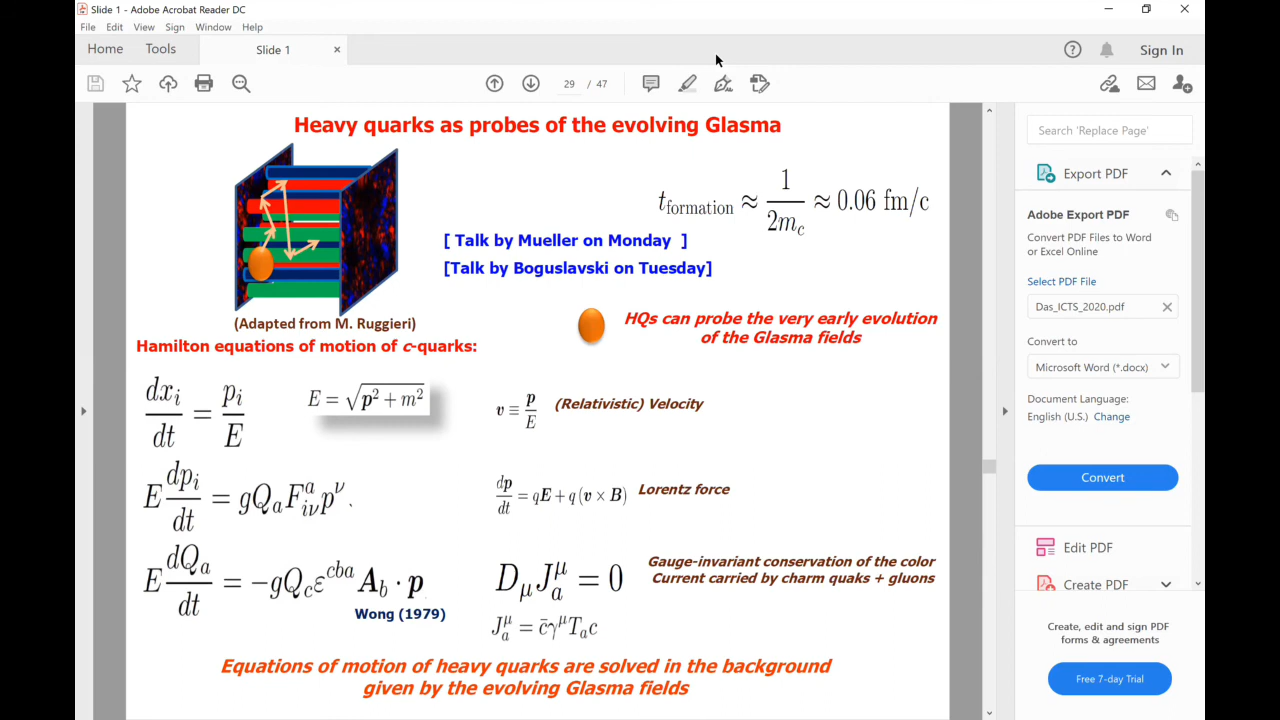 Slide 1 - Adobe Acrobat Reader DC
File Edit View Sign Window Help
Home Tools Slide 1 × Sign In
29 / 47
Heavy quarks as probes of the evolving Glasma
t_formation ≈ 1/(2m_c) ≈ 0.06 fm/c
[ Talk by Mueller on Monday ]
[Talk by Boguslavski on Tuesday]
(Adapted from M. Ruggieri)
HQs can probe the very early evolution
of the Glasma fields
Hamilton equations of motion of c-quarks:
dx_i/dt = p_i/E
E = √(p² + m²)
v ≡ p/E
(Relativistic) Velocity
E dp_i/dt = gQ_a F^a_{iν} p^ν
dp/dt = qE + q (v × B)
Lorentz force
E dQ_a/dt = −gQ_c ε^{cba} A_b · p
Wong (1979)
D_μ J^μ_a = 0
Gauge-invariant conservation of the color
Current carried by charm quaks + gluons
J^μ_a = c̄γ^μ T_a c
Equations of motion of heavy quarks are solved in the background
given by the evolving Glasma fields
Search 'Replace Page'
Export PDF
Adobe Export PDF
Convert PDF Files to Word
or Excel Online
Select PDF File
Das_ICTS_2020.pdf ×
Convert to
Microsoft Word (*.docx)
Document Language:
English (U.S.) Change
Convert
Edit PDF
Create PDF
Create, edit and sign PDF
forms & agreements
Free 7-day Trial